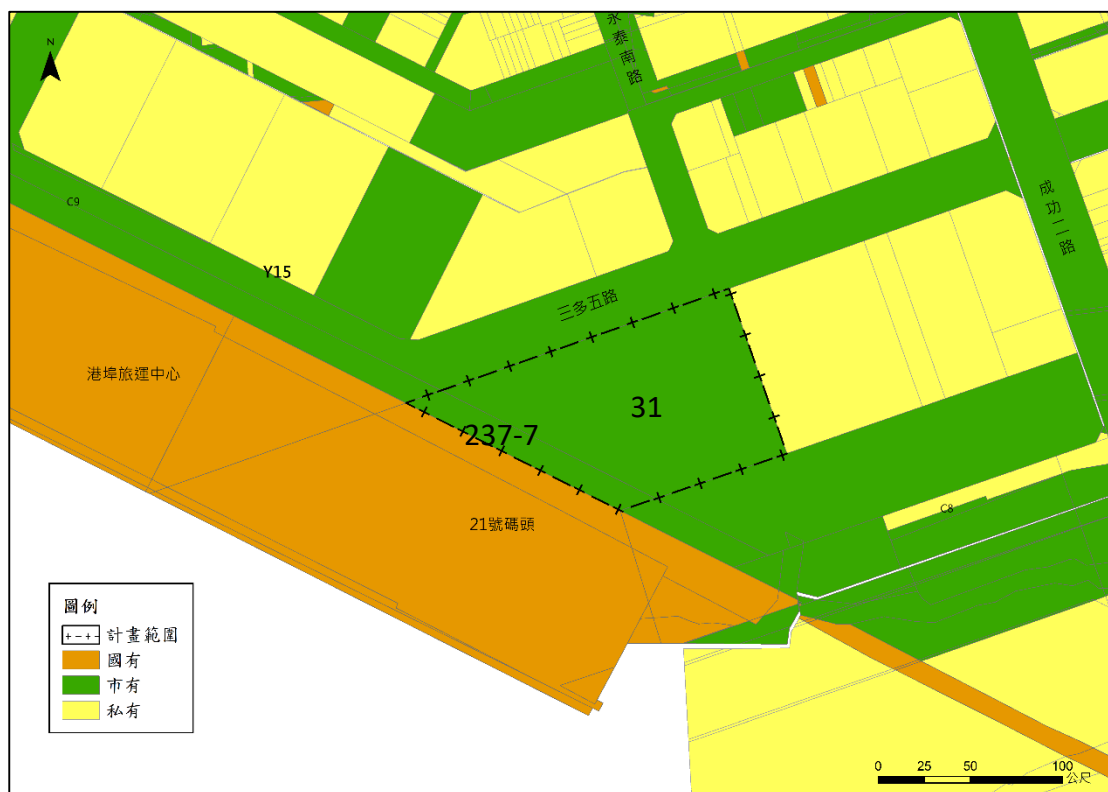 N
永泰南路
成功二路
C9
Y15
三多五路
港埠旅運中心
31
237-7
21號碼頭
C8
圖例
計畫範圍
國有
市有
私有
0 25 50 100
公尺